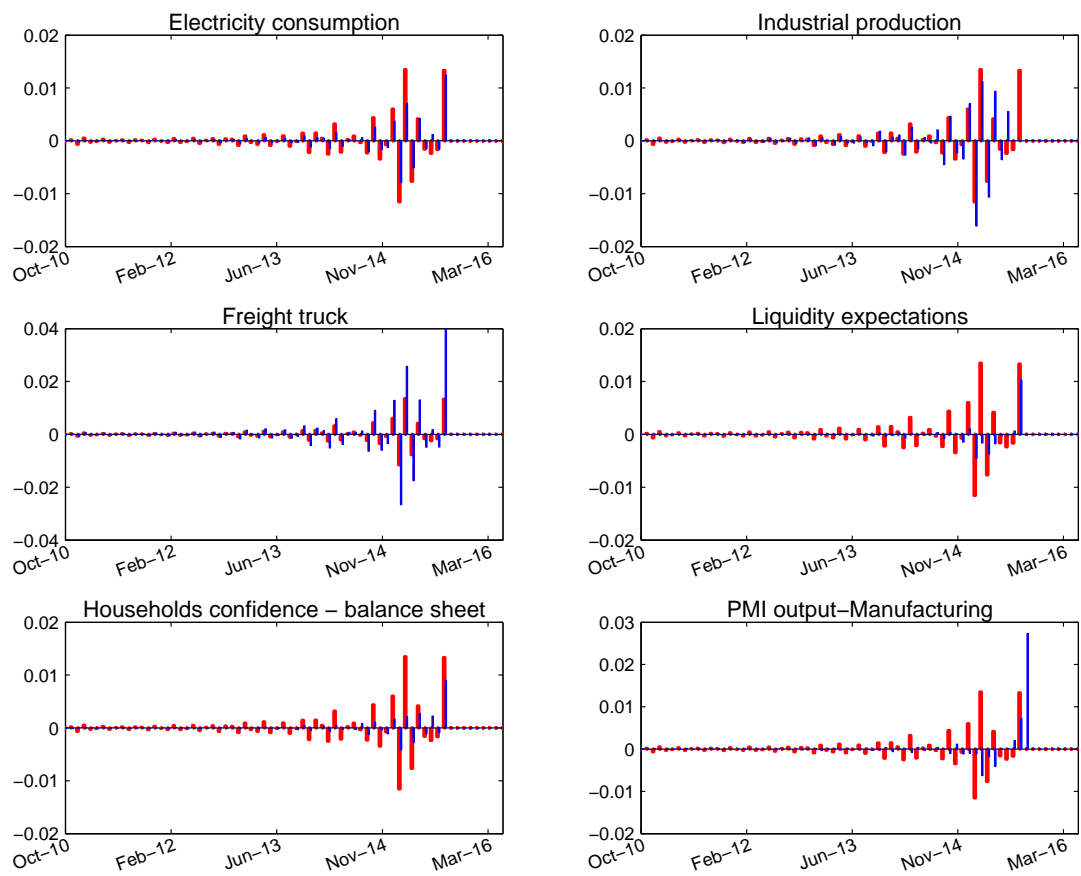 Electricity consumption
0.02
0.01
0
−0.01
−0.02
Oct−10
Feb−12
Jun−13
Nov−14
Mar−16
Industrial production
0.02
0.01
0
−0.01
−0.02
Oct−10
Feb−12
Jun−13
Nov−14
Mar−16
Freight truck
0.04
0.02
0
−0.02
−0.04
Oct−10
Feb−12
Jun−13
Nov−14
Mar−16
Liquidity expectations
0.02
0.01
0
−0.01
−0.02
Oct−10
Feb−12
Jun−13
Nov−14
Mar−16
Households confidence − balance sheet
0.02
0.01
0
−0.01
−0.02
Oct−10
Feb−12
Jun−13
Nov−14
Mar−16
PMI output−Manufacturing
0.03
0.02
0.01
0
−0.01
−0.02
Oct−10
Feb−12
Jun−13
Nov−14
Mar−16